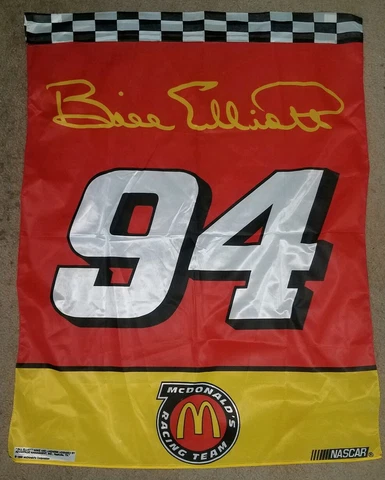 Bill Elliott
94
McDONALD'S
M
RACING TEAM
NASCAR